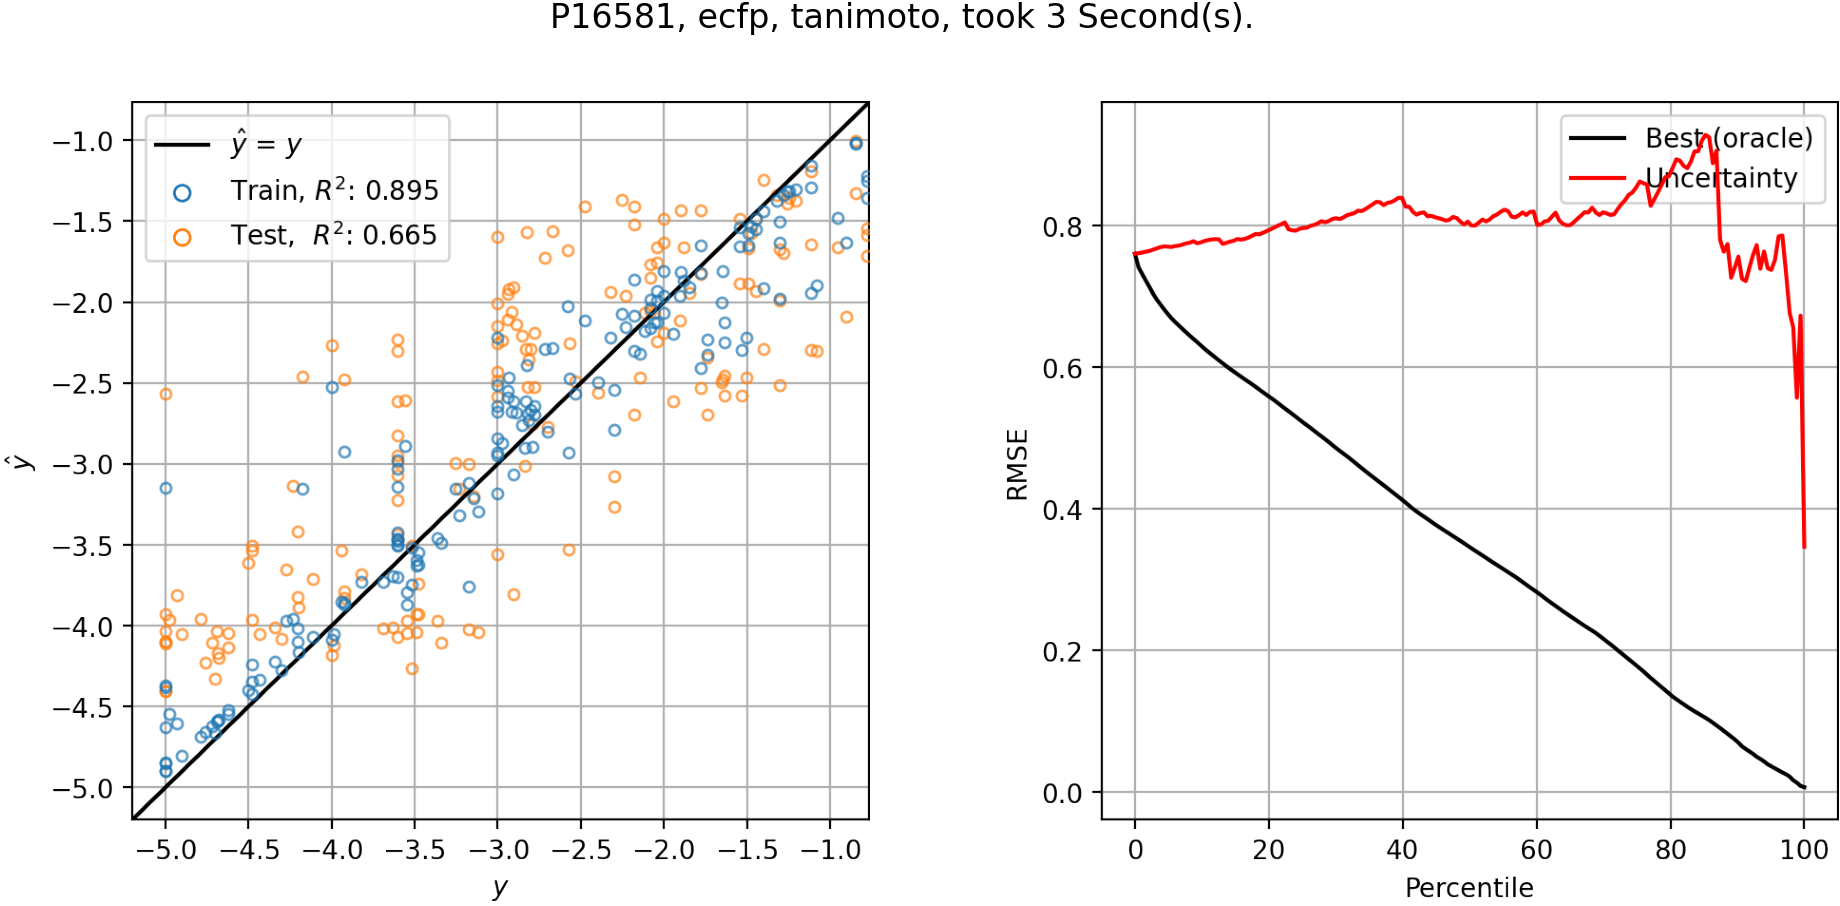 P16581, ecfp, tanimoto, took 3 Second(s).
ŷ = y
Train, R²: 0.895
Test, R²: 0.665
−1.0
−1.5
−2.0
−2.5
−3.0
−3.5
−4.0
−4.5
−5.0
ŷ
−5.0 −4.5 −4.0 −3.5 −3.0 −2.5 −2.0 −1.5 −1.0
y
Best (oracle)
Uncertainty
0.8
0.6
0.4
0.2
0.0
RMSE
0 20 40 60 80 100
Percentile